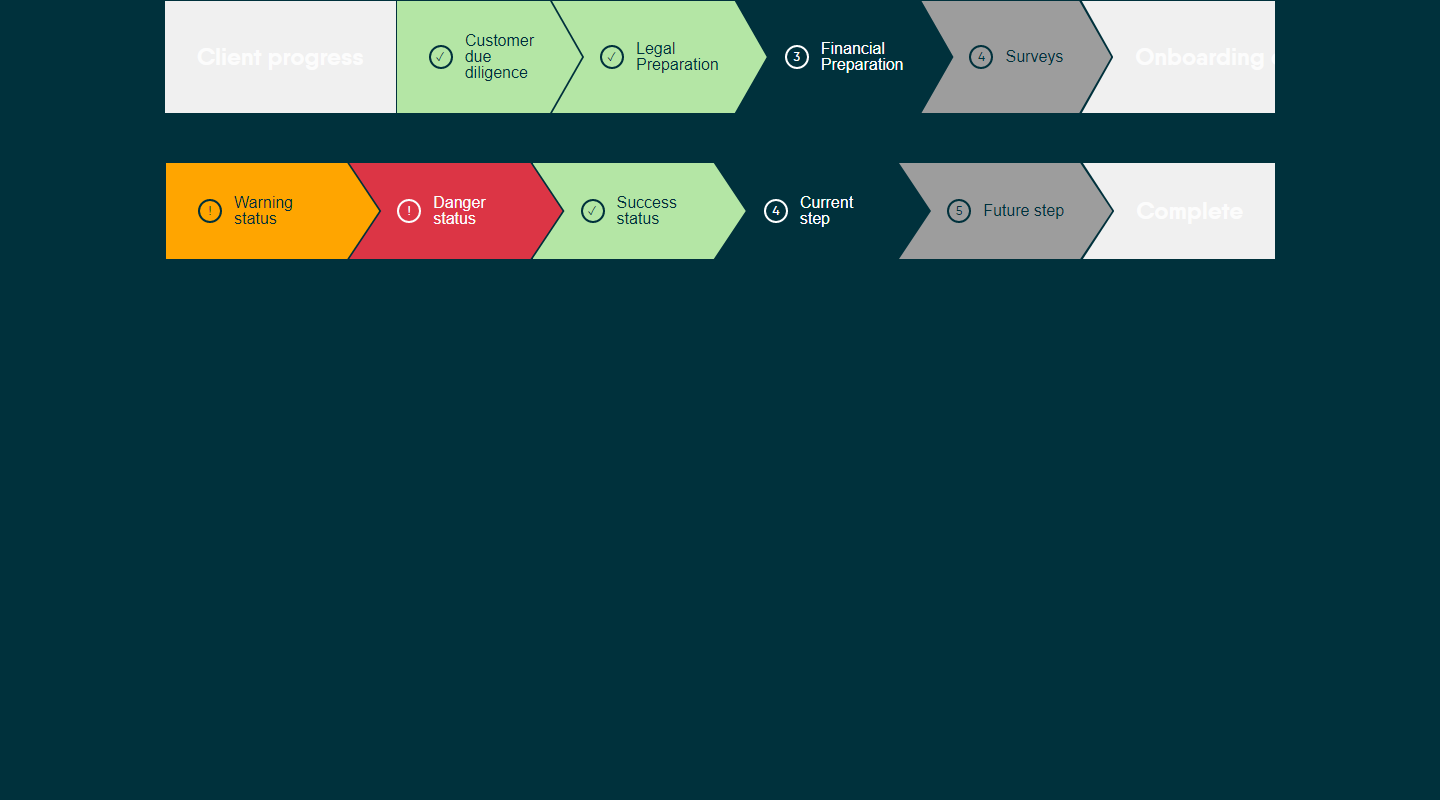 Client progress
✓ Customer
due
diligence
✓ Legal
Preparation
3 Financial
Preparation
4 Surveys
Onboarding
! Warning
status
! Danger
status
✓ Success
status
4 Current
step
5 Future step
Complete